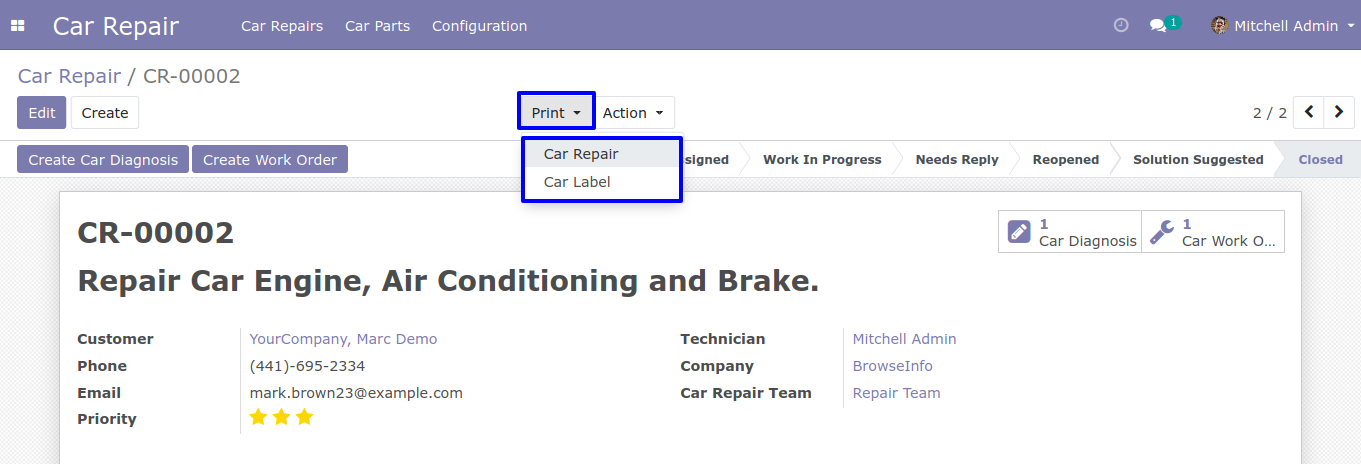 Car Repair Car Repairs Car Parts Configuration 1 Mitchell Admin
Car Repair / CR-00002
Edit Create Print Action 2 / 2
Create Car Diagnosis Create Work Order Work In Progress Needs Reply Reopened Solution Suggested Closed
Car Repair
Car Label
CR-00002
1
Car Diagnosis
1
Car Work O...
Repair Car Engine, Air Conditioning and Brake.
Customer YourCompany, Marc Demo
Phone (441)-695-2334
Email mark.brown23@example.com
Priority
Technician Mitchell Admin
Company BrowseInfo
Car Repair Team Repair Team